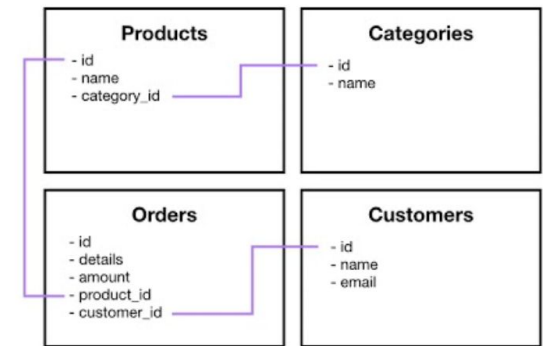 Products
- id
- name
- category_id
Categories
- id
- name
Orders
- id
- details
- amount
- product_id
- customer_id
Customers
- id
- name
- email